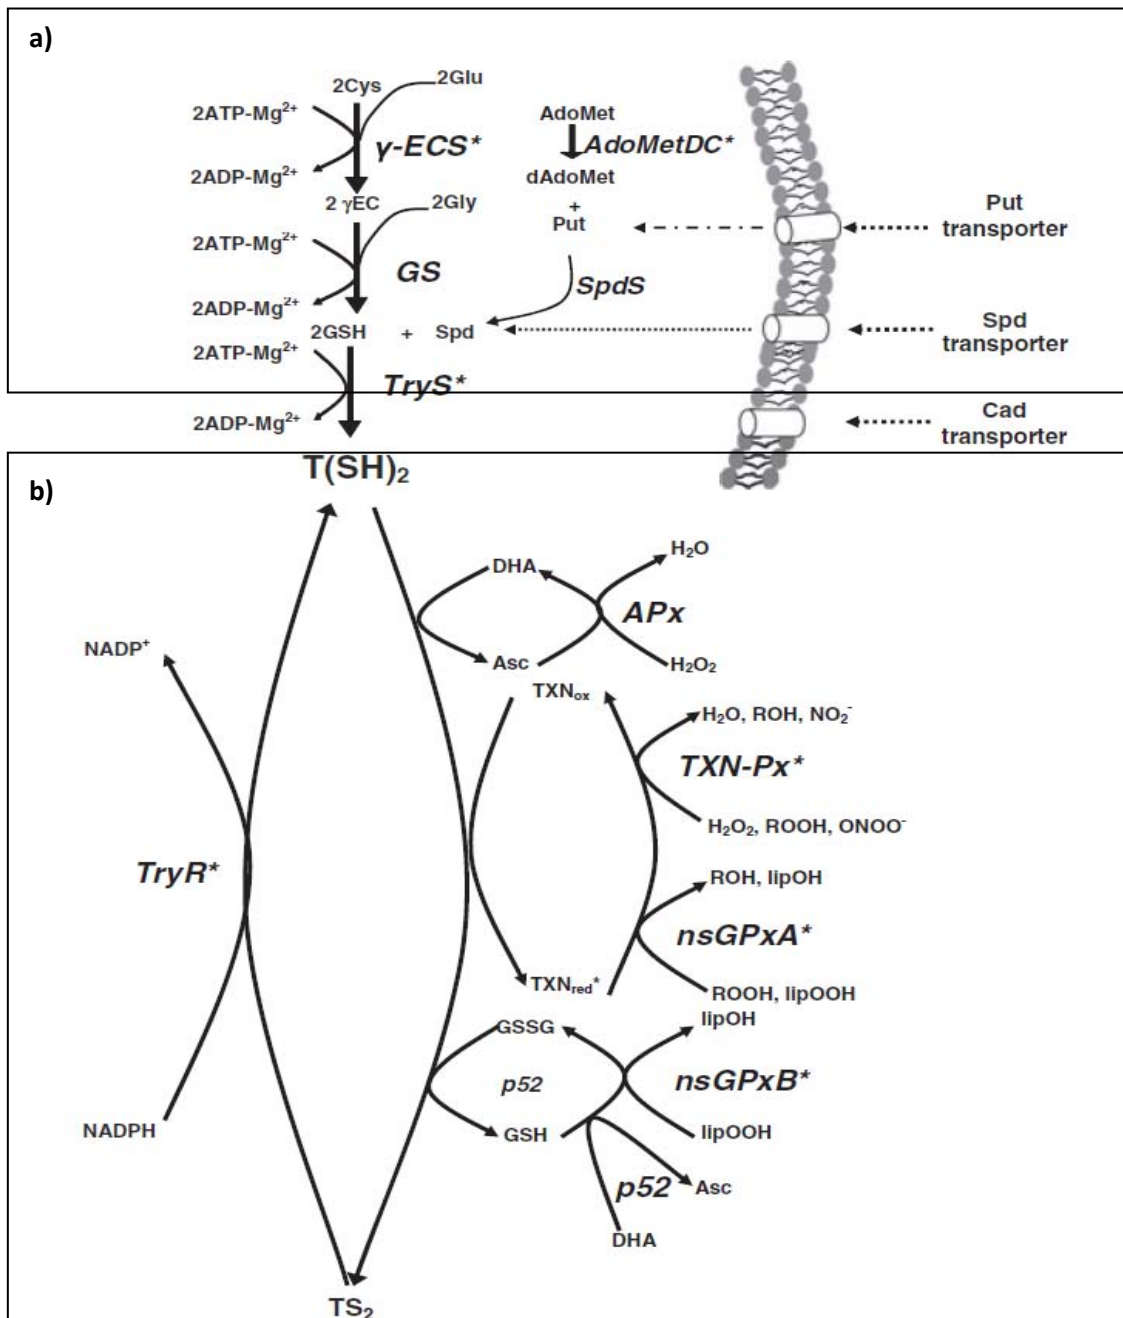 a)
2Cys
2Glu
2ATP-Mg²⁺
γ-ECS*
2ADP-Mg²⁺
2 γEC
2Gly
2ATP-Mg²⁺
GS
2ADP-Mg²⁺
2GSH + Spd
2ATP-Mg²⁺
TryS*
2ADP-Mg²⁺
AdoMet
AdoMetDC*
dAdoMet
+
Put
SpdS
Put
transporter
Spd
transporter
Cad
transporter
b)
T(SH)₂
DHA
H₂O
APx
Asc
H₂O₂
NADP⁺
TXNₒₓ
H₂O, ROH, NO₂⁻
TXN-Px*
H₂O₂, ROOH, ONOO⁻
TryR*
ROH, lipOH
nsGPxA*
TXNred*
ROOH, lipOOH
lipOH
GSSG
p52
nsGPxB*
GSH
lipOOH
NADPH
p52
Asc
DHA
TS₂